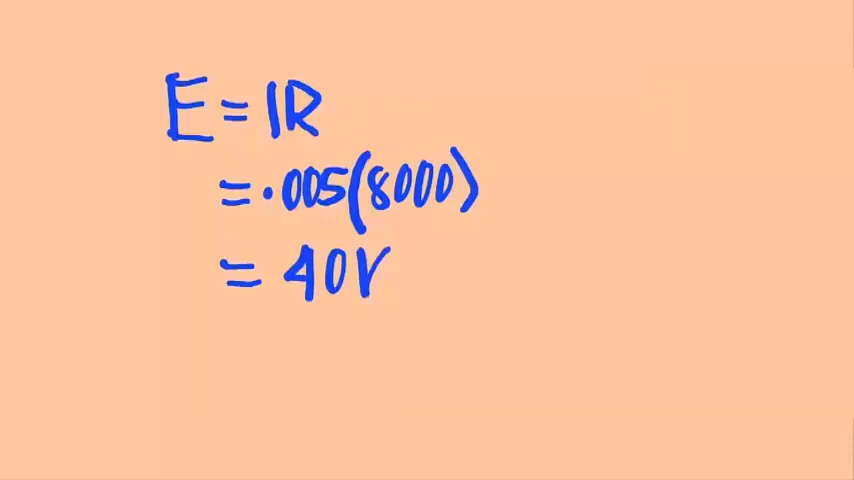 E = IR
= .005(8000)
= 40V